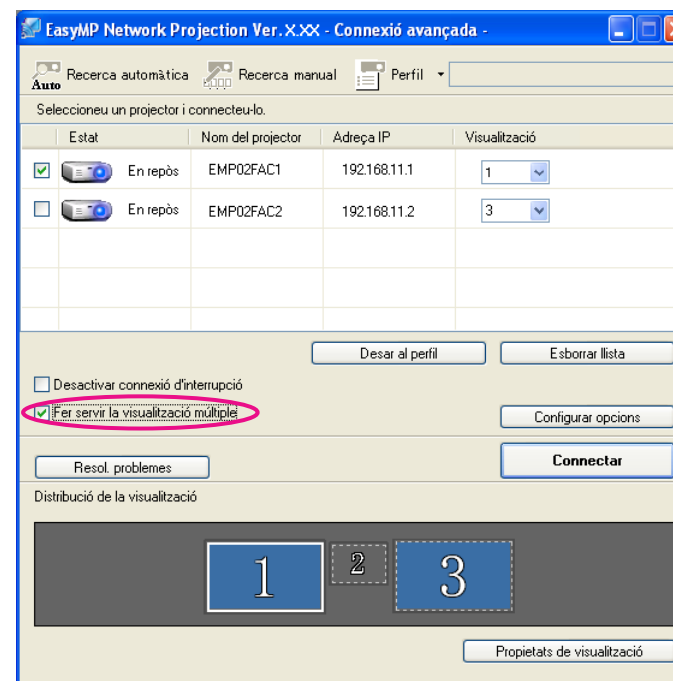 EasyMP Network Projection Ver. X.XX - Connexió avançada -
Auto Recerca automàtica Recerca manual Perfil
Seleccioneu un projector i connecteu-lo.
Estat Nom del projector Adreça IP Visualització
En repòs EMP02FAC1 192.168.11.1 1
En repòs EMP02FAC2 192.168.11.2 3
Desar al perfil Esborrar llista
Desactivar connexió d'interrupció
Fer servir la visualització múltiple
Configurar opcions
Resol. problemes Connectar
Distribució de la visualització
1 2 3
Propietats de visualització